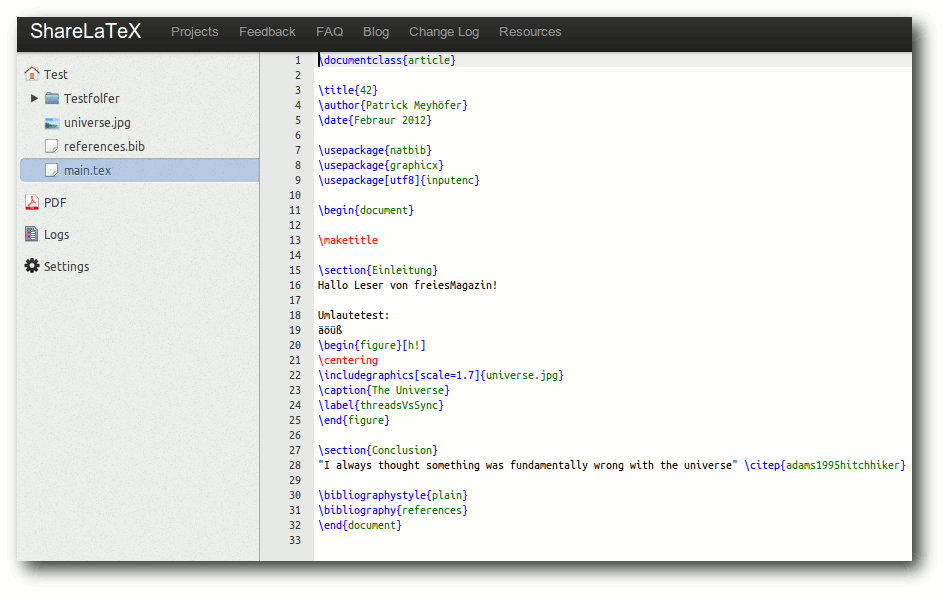 ShareLaTeX Projects Feedback FAQ Blog Change Log Resources
Test
Testfolfer
universe.jpg
references.bib
main.tex
PDF
Logs
Settings
1 \documentclass{article}
2
3 \title{42}
4 \author{Patrick Meyhöfer}
5 \date{Febraur 2012}
6
7 \usepackage{natbib}
8 \usepackage{graphicx}
9 \usepackage[utf8]{inputenc}
10
11 \begin{document}
12
13 \maketitle
14
15 \section{Einleitung}
16 Hallo Leser von freiesMagazin!
17
18 Umlautetest:
19 äöüß
20 \begin{figure}[h!]
21 \centering
22 \includegraphics[scale=1.7]{universe.jpg}
23 \caption{The Universe}
24 \label{threadsVsSync}
25 \end{figure}
26
27 \section{Conclusion}
28 "I always thought something was fundamentally wrong with the universe" \citep{adams1995hitchhiker}
29
30 \bibliographystyle{plain}
31 \bibliography{references}
32 \end{document}
33